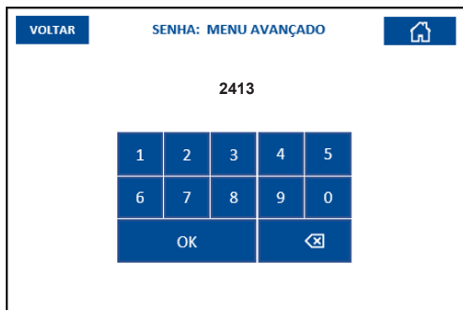 VOLTAR SENHA: MENU AVANÇADO
2413
1 2 3 4 5
6 7 8 9 0
OK